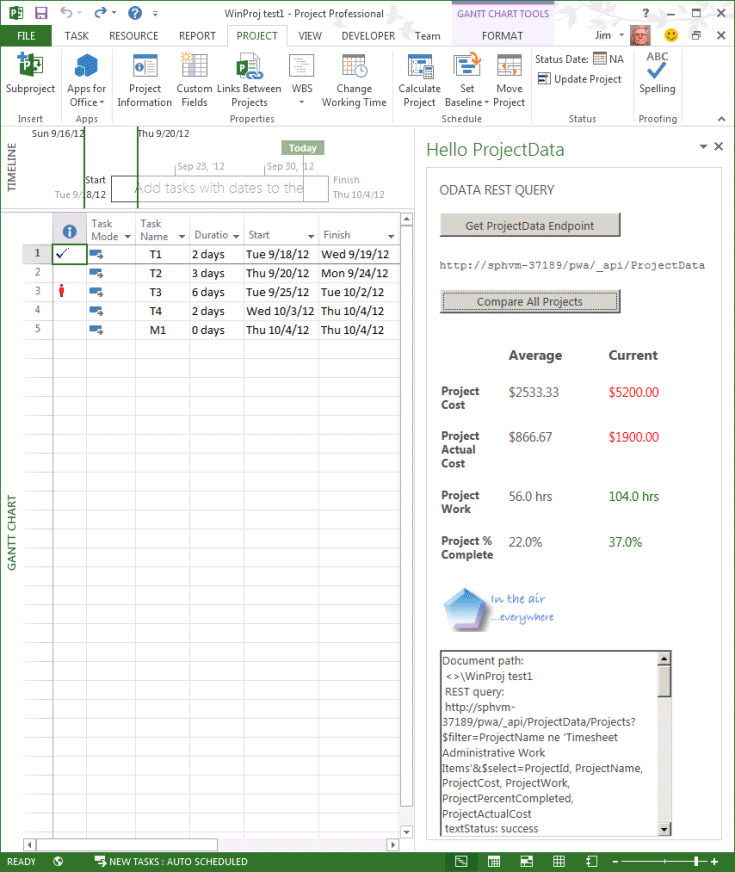 WinProj test1 - Project Professional
GANTT CHART TOOLS
?
FILE TASK RESOURCE REPORT PROJECT VIEW DEVELOPER Team FORMAT Jim
Subproject
Apps for Office
Project Information
Custom Fields
Links Between Projects
WBS
Change Working Time
Calculate Project
Set Baseline
Move Project
Status Date: NA
Update Project
ABC
Spelling
Insert Apps Properties Schedule Status Proofing
TIMELINE
Sun 9/16/12 Thu 9/20/12
Today
Sep 23, '12 Sep 30, '12
Start
Tue 9/18/12
Add tasks with dates to the
Finish
Thu 10/4/12
GANTT CHART
Task Mode Task Name Duratio Start Finish
1 T1 2 days Tue 9/18/12 Wed 9/19/12
2 T2 3 days Thu 9/20/12 Mon 9/24/12
3 T3 6 days Tue 9/25/12 Tue 10/2/12
4 T4 2 days Wed 10/3/12 Thu 10/4/12
5 M1 0 days Thu 10/4/12 Thu 10/4/12
Hello ProjectData
ODATA REST QUERY
Get ProjectData Endpoint
http://sphvm-37189/pwa/_api/ProjectData
Compare All Projects
Average Current
Project Cost $2533.33 $5200.00
Project Actual Cost $866.67 $1900.00
Project Work 56.0 hrs 104.0 hrs
Project % Complete 22.0% 37.0%
In the air
...everywhere
Document path:
<>\WinProj test1
REST query:
http://sphvm-
37189/pwa/_api/ProjectData/Projects?
$filter=ProjectName ne 'Timesheet
Administrative Work
Items'&$select=ProjectId, ProjectName,
ProjectCost, ProjectWork,
ProjectPercentCompleted,
ProjectActualCost
textStatus: success
READY NEW TASKS : AUTO SCHEDULED